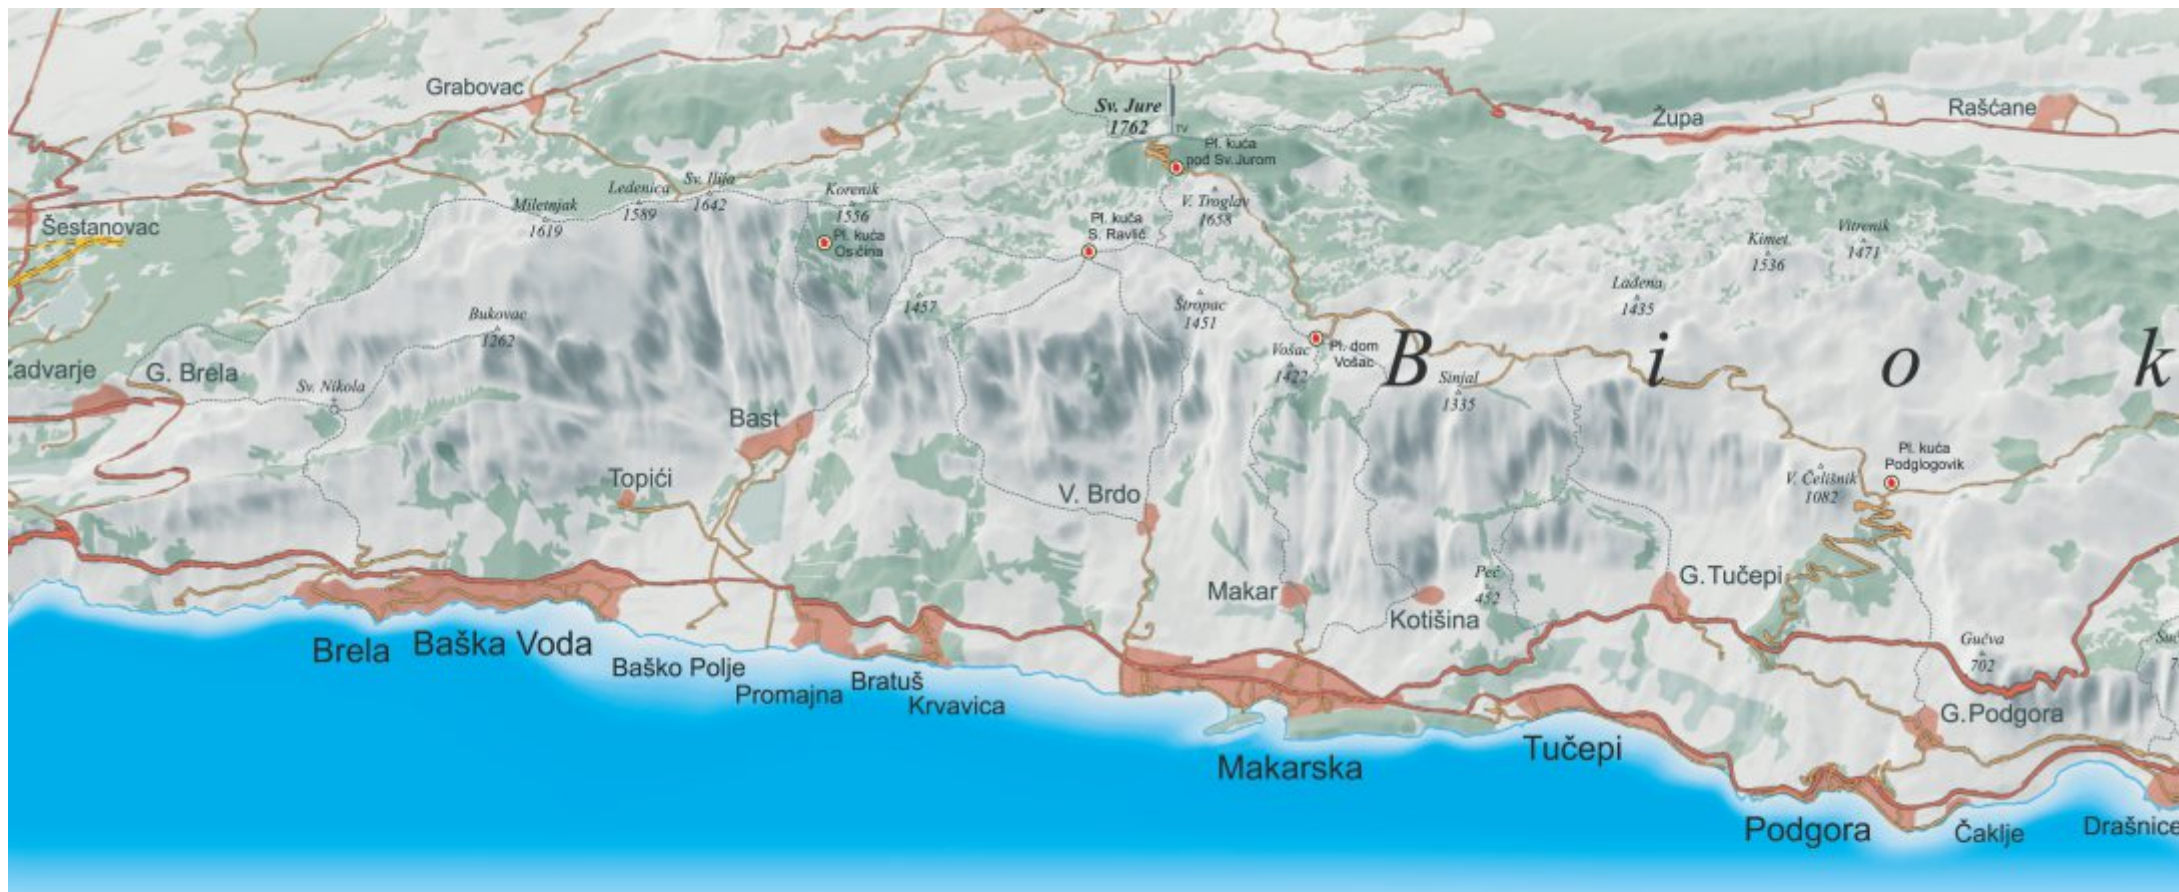 Grabovac
Sv. Jure
1762
TV
Pl. kuća
pod Sv.Jurom
Župa
Rašćane
Šestanovac
Miletnjak
1619
Ledenica
1589
Sv. Ilija
1642
Korenik
1556
Pl. kuća
Osičina
Pl. kuća
S. Ravlić
V. Troglav
1658
Kimet
1536
Vitrenik
1471
Lađena
1435
1457
Štropac
1451
Bukovac
1262
Zadvarje
G. Brela
Sv. Nikola
Vošac
1422
Pl. dom
Vošac
B i o k
Sinjal
1335
Bast
Topići
V. Brdo
Pl. kuća
Podglogovik
V. Čelišnik
1082
Makar
Kotišina
Peć
452
G.Tučepi
Gučva
702
Brela
Baška Voda
Baško Polje
Promajna
Bratuš
Krvavica
Makarska
Tučepi
G.Podgora
Podgora
Čaklje
Drašnice